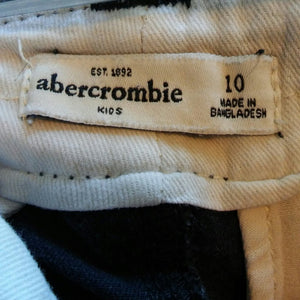 EST. 1892
abercrombie
KIDS
10
MADE IN
BANGLADESH